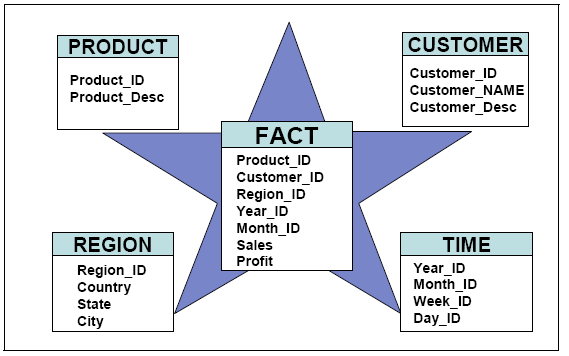 PRODUCT
Product_ID
Product_Desc
CUSTOMER
Customer_ID
Customer_NAME
Customer_Desc
FACT
Product_ID
Customer_ID
Region_ID
Year_ID
Month_ID
Sales
Profit
REGION
Region_ID
Country
State
City
TIME
Year_ID
Month_ID
Week_ID
Day_ID